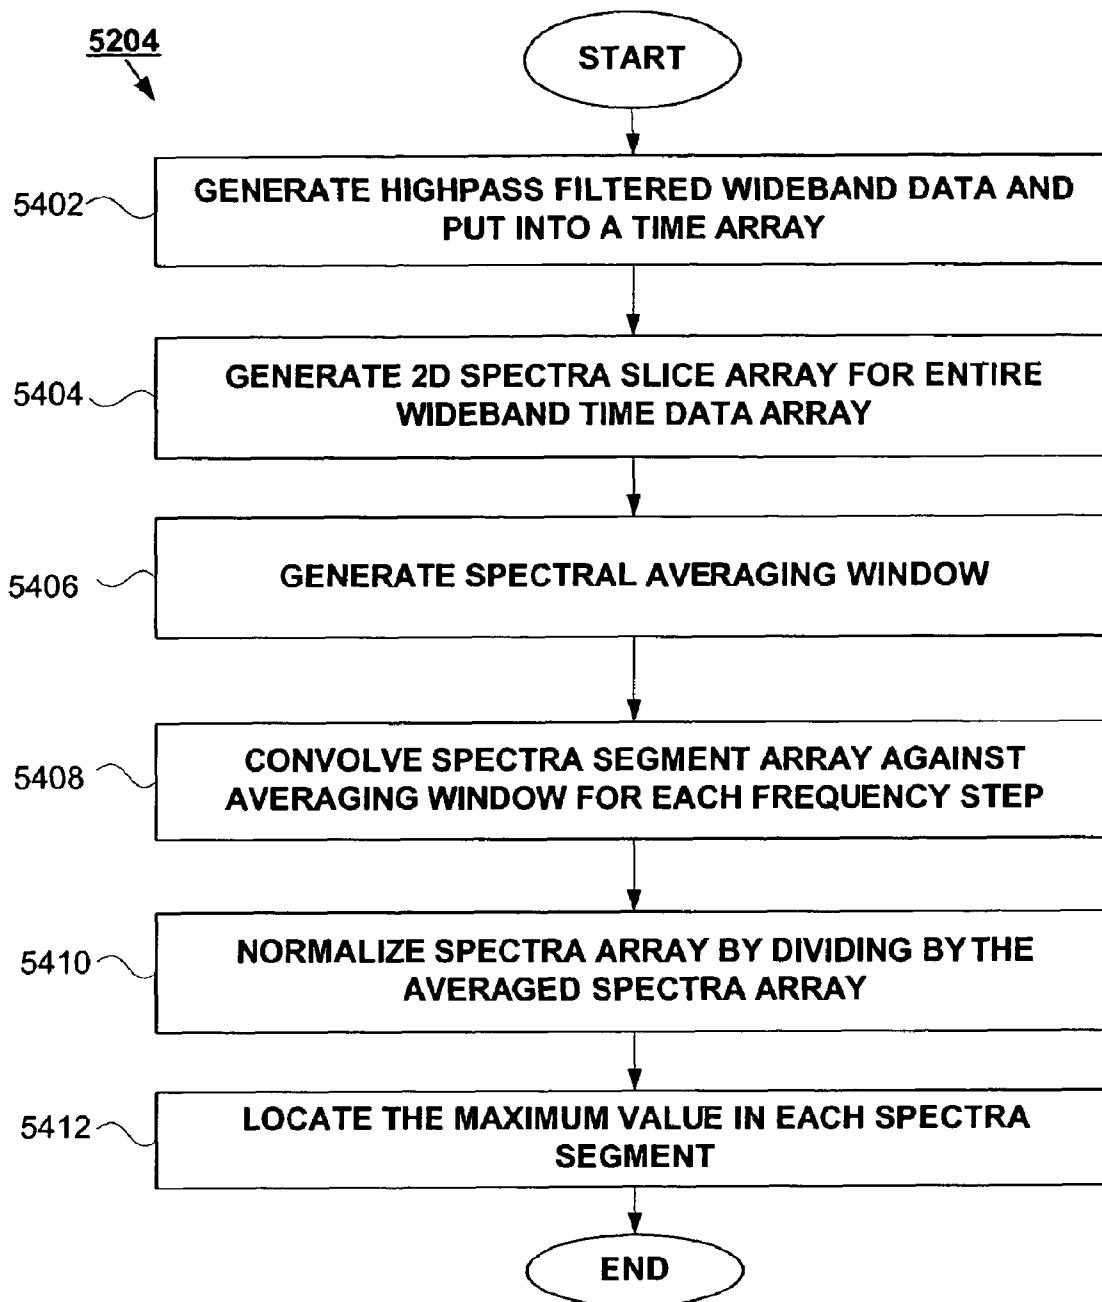 5204
START
5402
GENERATE HIGHPASS FILTERED WIDEBAND DATA AND
PUT INTO A TIME ARRAY
5404
GENERATE 2D SPECTRA SLICE ARRAY FOR ENTIRE
WIDEBAND TIME DATA ARRAY
5406
GENERATE SPECTRAL AVERAGING WINDOW
5408
CONVOLVE SPECTRA SEGMENT ARRAY AGAINST
AVERAGING WINDOW FOR EACH FREQUENCY STEP
5410
NORMALIZE SPECTRA ARRAY BY DIVIDING BY THE
AVERAGED SPECTRA ARRAY
5412
LOCATE THE MAXIMUM VALUE IN EACH SPECTRA
SEGMENT
END